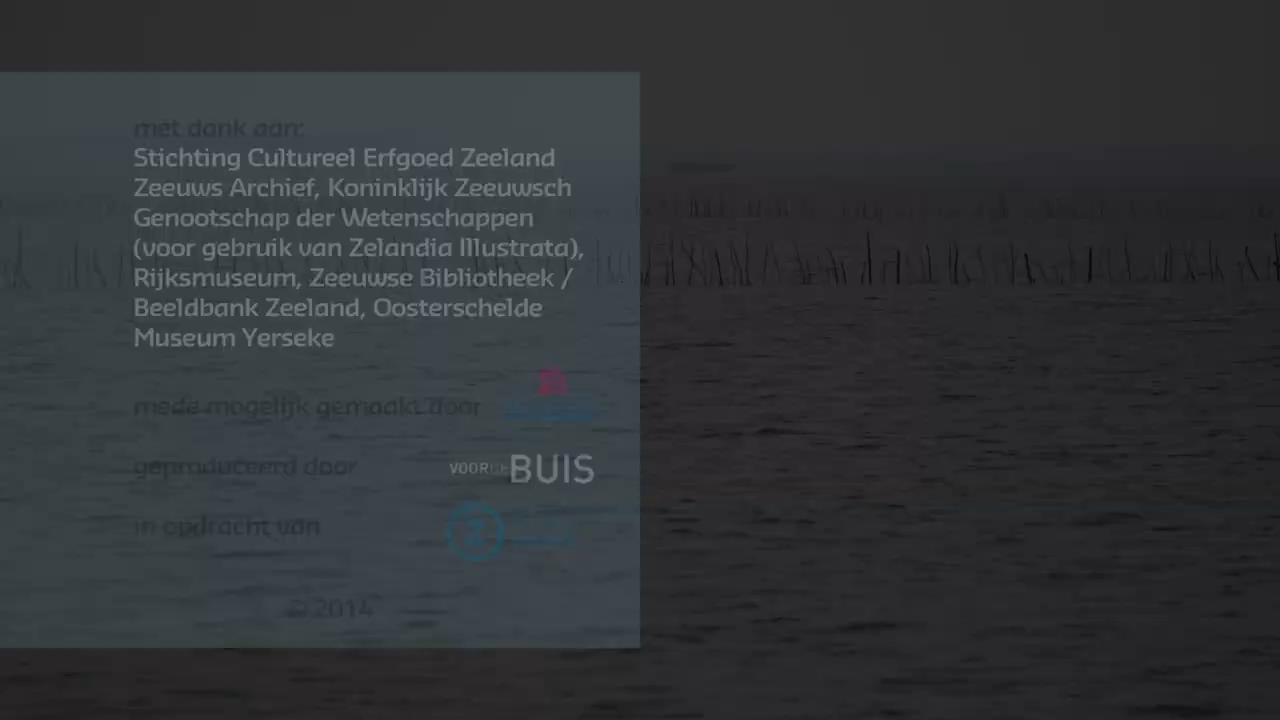 met dank aan:
Stichting Cultureel Erfgoed Zeeland
Zeeuws Archief, Koninklijk Zeeuwsch
Genootschap der Wetenschappen
(voor gebruik van Zelandia Illustrata),
Rijksmuseum, Zeeuwse Bibliotheek /
Beeldbank Zeeland, Oosterschelde
Museum Yerseke
mede mogelijk gemaakt door
geproduceerd door
VOORDEBUIS
in opdracht van
© 2014